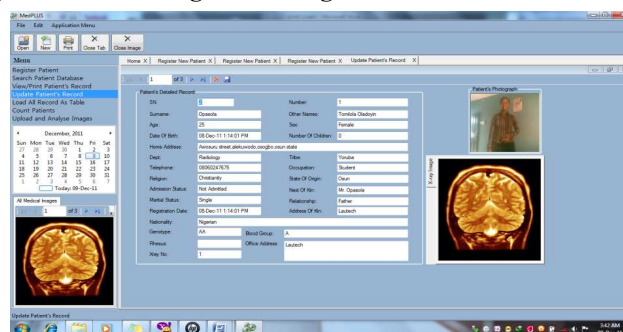 MedPLUS
File Edit Application Menu
Open New Print Close Tab Close Image
Menu
Home X Register New Patient X Register New Patient X Register New Patient X Update Patient's Record X
Register Patient
Search Patient Database
View/Print Patient's Record
Update Patient's Record
Load All Record As Table
Count Patients
Upload and Analyse Images
December, 2011
Sun Mon Tue Wed Thu Fri Sat
27 28 29 30 1 2 3
4 5 6 7 8 9 10
11 12 13 14 15 16 17
18 19 20 21 22 23 24
25 26 27 28 29 30 31
1 2 3 4 5 6 7
Today: 09-Dec-11
All Medical Images
1 of 3
1 of 3
Patient's Detailed Record
SN: Number: 1
Surname: Opasola Other Names: Tomilola Oladoyin
Age: 25 Sex: Female
Date Of Birth: 08-Dec-11 1:14:01 PM Number Of Children: 0
Home Address: Awosuru street,alekuwodo,osogbo,osun state
Dept: Radiology Tribe: Yoruba
Telephone: 08060247675 Occupation: Student
Religion: Christianity State Of Origin: Osun
Admission Status: Not Admitted Next Of Kin: Mr. Opasola
Marital Status: Single Relationship: Father
Registration Date: 08-Dec-11 1:14:01 PM Address Of Kin: Lautech
Nationality: Nigerian
Genotype: AA Blood Group: A
Rhesus: Office Address: Lautech
Xray No: 1
Patient's Photograph
X-ray Image
Update Patient's Record
3:42 AM